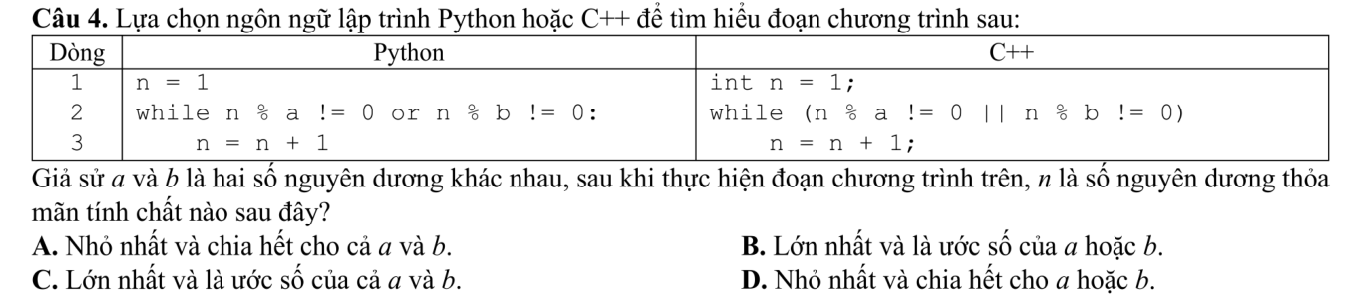 Câu 4. Lựa chọn ngôn ngữ lập trình Python hoặc C++ để tìm hiểu đoạn chương trình sau:
Dòng Python C++
1 n = 1 int n = 1;
2 while n % a != 0 or n % b != 0: while (n % a != 0 || n % b != 0)
3 n = n + 1 n = n + 1;
Giả sử a và b là hai số nguyên dương khác nhau, sau khi thực hiện đoạn chương trình trên, n là số nguyên dương thỏa
mãn tính chất nào sau đây?
A. Nhỏ nhất và chia hết cho cả a và b. B. Lớn nhất và là ước số của a hoặc b.
C. Lớn nhất và là ước số của cả a và b. D. Nhỏ nhất và chia hết cho a hoặc b.